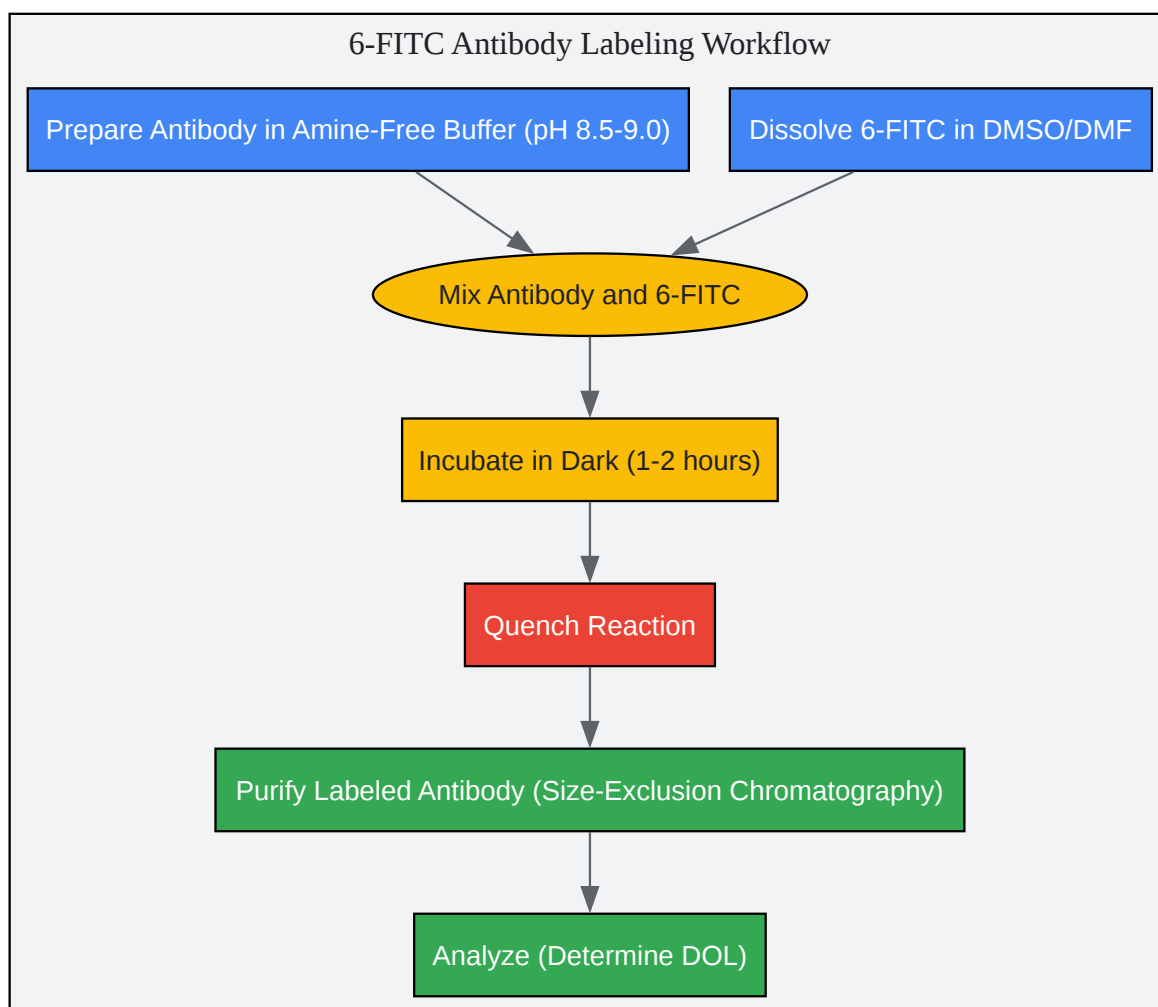 6-FITC Antibody Labeling Workflow
Prepare Antibody in Amine-Free Buffer (pH 8.5-9.0)
Dissolve 6-FITC in DMSO/DMF
Mix Antibody and 6-FITC
Incubate in Dark (1-2 hours)
Quench Reaction
Purify Labeled Antibody (Size-Exclusion Chromatography)
Analyze (Determine DOL)